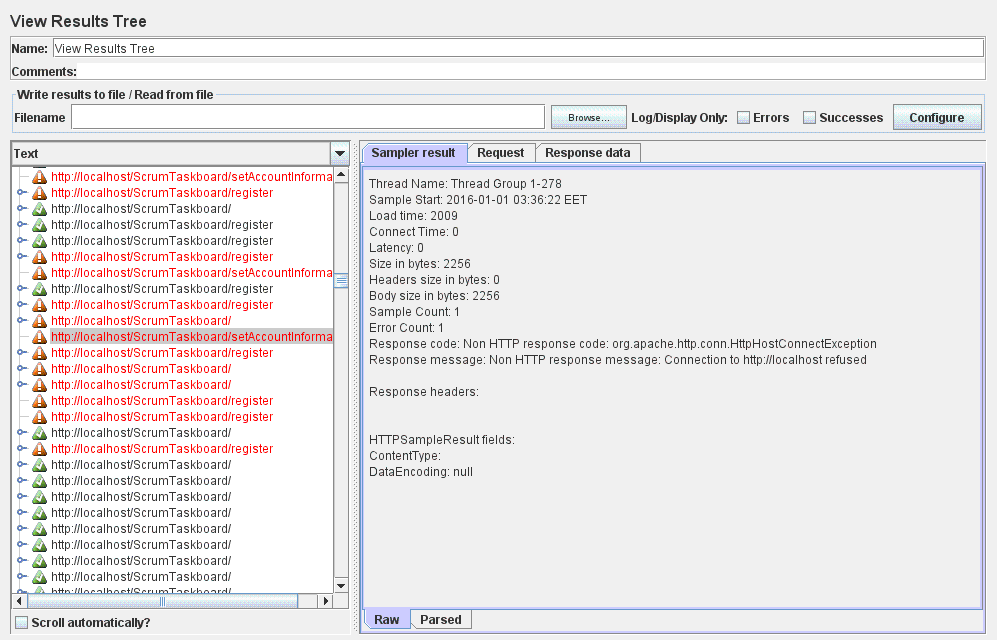 View Results Tree
Name: View Results Tree
Comments:
Write results to file / Read from file
Filename Browse... Log/Display Only: Errors Successes Configure
Text
http://localhost/ScrumTaskboard/setAccountInforma
http://localhost/ScrumTaskboard/register
http://localhost/ScrumTaskboard/
http://localhost/ScrumTaskboard/register
http://localhost/ScrumTaskboard/register
http://localhost/ScrumTaskboard/register
http://localhost/ScrumTaskboard/setAccountInforma
http://localhost/ScrumTaskboard/register
http://localhost/ScrumTaskboard/register
http://localhost/ScrumTaskboard/
http://localhost/ScrumTaskboard/setAccountInforma
http://localhost/ScrumTaskboard/register
http://localhost/ScrumTaskboard/
http://localhost/ScrumTaskboard/
http://localhost/ScrumTaskboard/register
http://localhost/ScrumTaskboard/register
http://localhost/ScrumTaskboard/
http://localhost/ScrumTaskboard/register
http://localhost/ScrumTaskboard/
http://localhost/ScrumTaskboard/
http://localhost/ScrumTaskboard/
http://localhost/ScrumTaskboard/
http://localhost/ScrumTaskboard/
http://localhost/ScrumTaskboard/
http://localhost/ScrumTaskboard/
http://localhost/ScrumTaskboard/
http://localhost/ScrumTaskboard/
Scroll automatically?
Sampler result Request Response data
Thread Name: Thread Group 1-278
Sample Start: 2016-01-01 03:36:22 EET
Load time: 2009
Connect Time: 0
Latency: 0
Size in bytes: 2256
Headers size in bytes: 0
Body size in bytes: 2256
Sample Count: 1
Error Count: 1
Response code: Non HTTP response code: org.apache.http.conn.HttpHostConnectException
Response message: Non HTTP response message: Connection to http://localhost refused
Response headers:
HTTPSampleResult fields:
ContentType:
DataEncoding: null
Raw Parsed